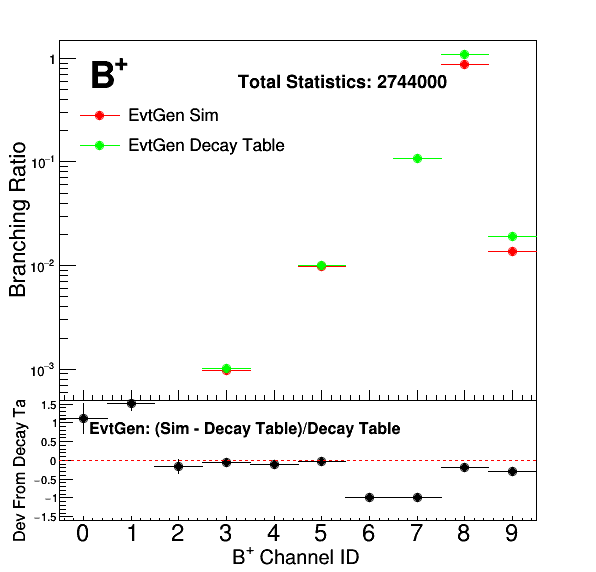 B⁺
Total Statistics: 2744000
EvtGen Sim
EvtGen Decay Table
Branching Ratio
1
10⁻¹
10⁻²
10⁻³
EvtGen: (Sim - Decay Table)/Decay Table
Dev From Decay Ta
1.5
1
0.5
0
−0.5
−1
−1.5
0 1 2 3 4 5 6 7 8 9
B⁺ Channel ID